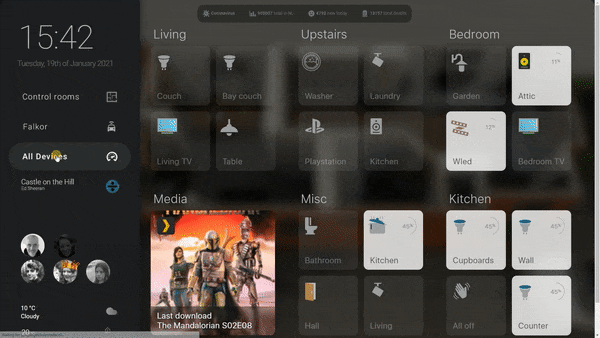 15:42
Tuesday, 19th of January 2021
Control rooms
Falkor
All Devices
Castle on the Hill
Ed Sheeran
10 °C
Cloudy
20
Coronavirus
Living
Couch
Bay couch
Living TV
Table
Upstairs
Washer
Laundry
Playstation
Kitchen
Bedroom
Garden
Attic
11%
Wled
12%
Bedroom TV
Media
Last download
The Mandalorian S02E08
Misc
Bathroom
Kitchen
45%
Hall
Living
Kitchen
Cupboards
45%
Wall
45%
All off
Counter
65%